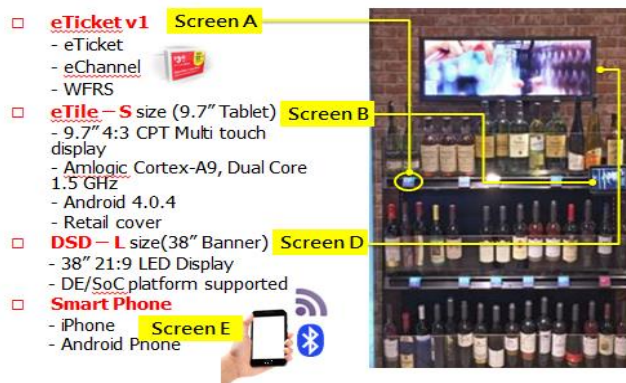 eTicket v1
Screen A
- eTicket
- eChannel
- WFRS
eTile – S size (9.7" Tablet)
Screen B
- 9.7" 4:3 CPT Multi touch
display
- Amlogic Cortex-A9, Dual Core
1.5 GHz
- Android 4.0.4
- Retail cover
DSD – L size(38" Banner)
Screen D
- 38" 21:9 LED Display
- DE/SoC platform supported
Smart Phone
- iPhone
Screen E
- Android Phone